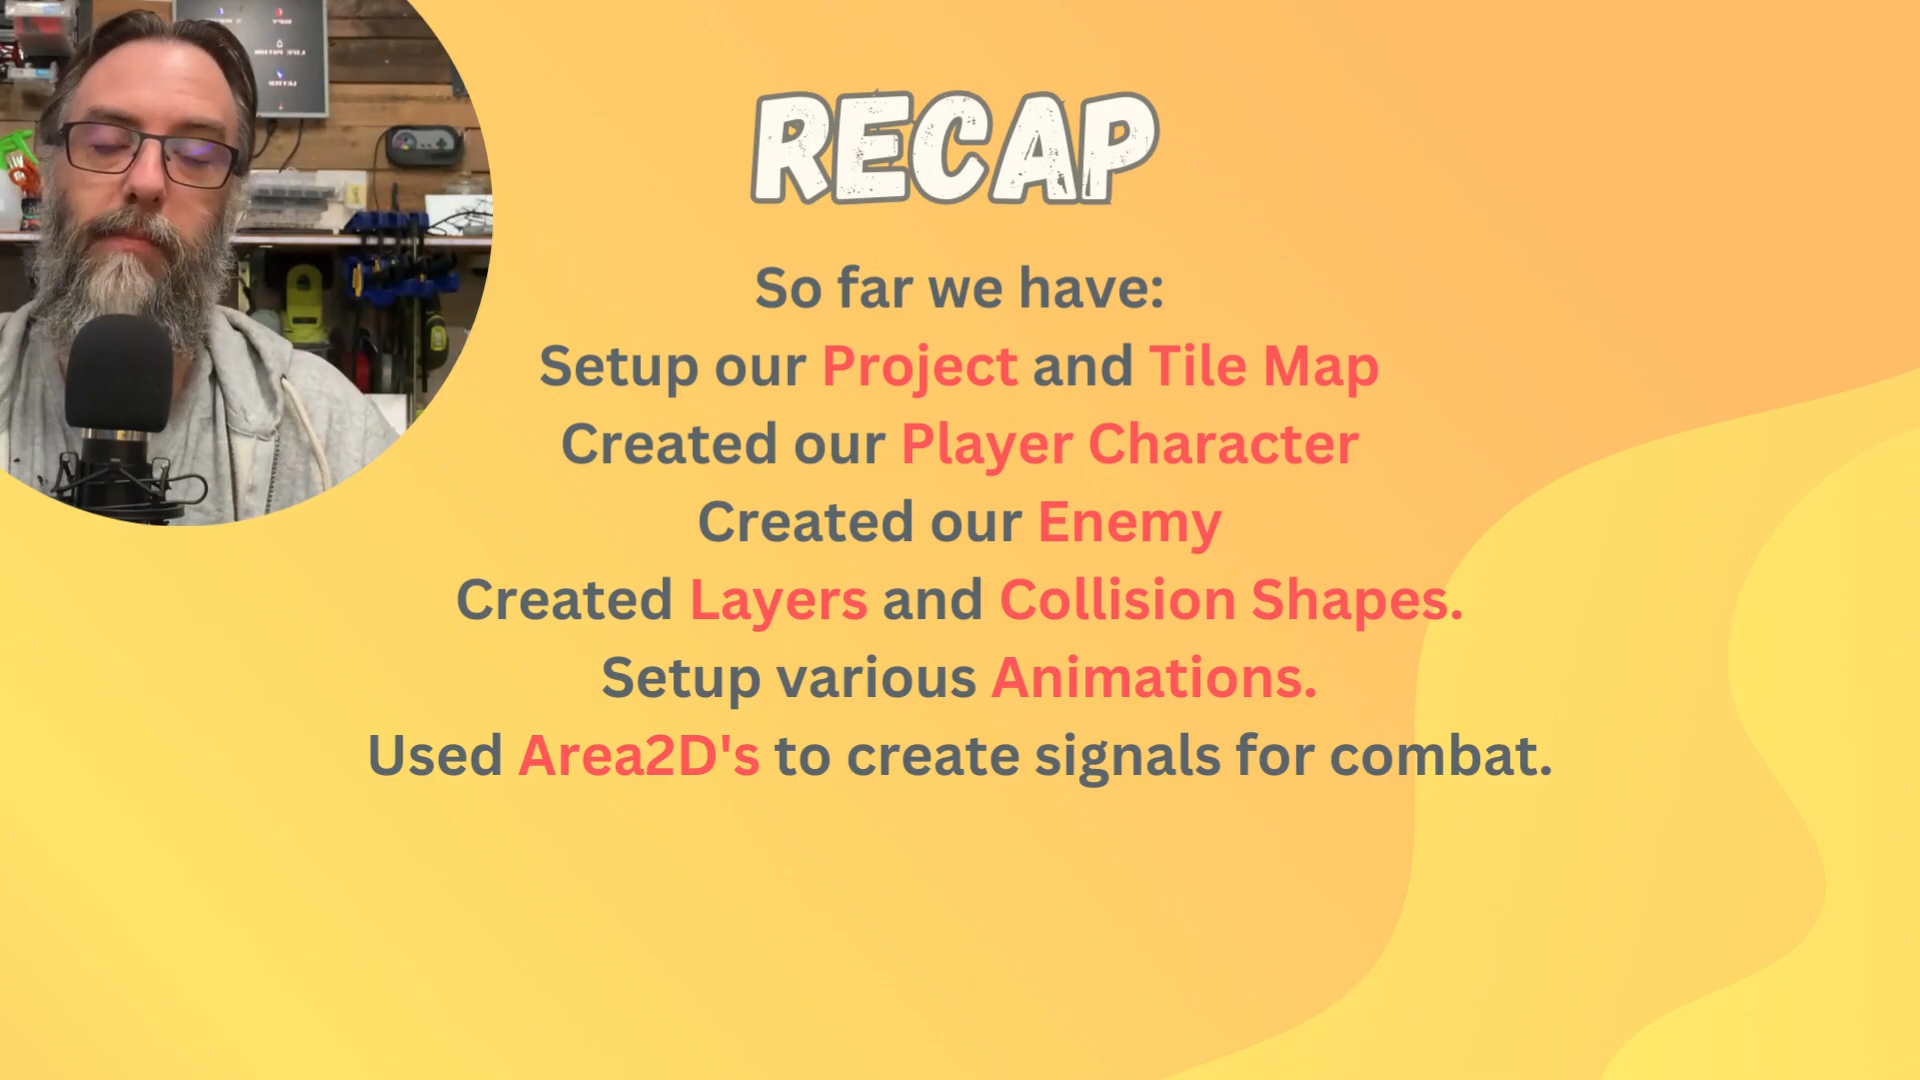 RECAP
So far we have:
Setup our Project and Tile Map
Created our Player Character
Created our Enemy
Created Layers and Collision Shapes.
Setup various Animations.
Used Area2D's to create signals for combat.